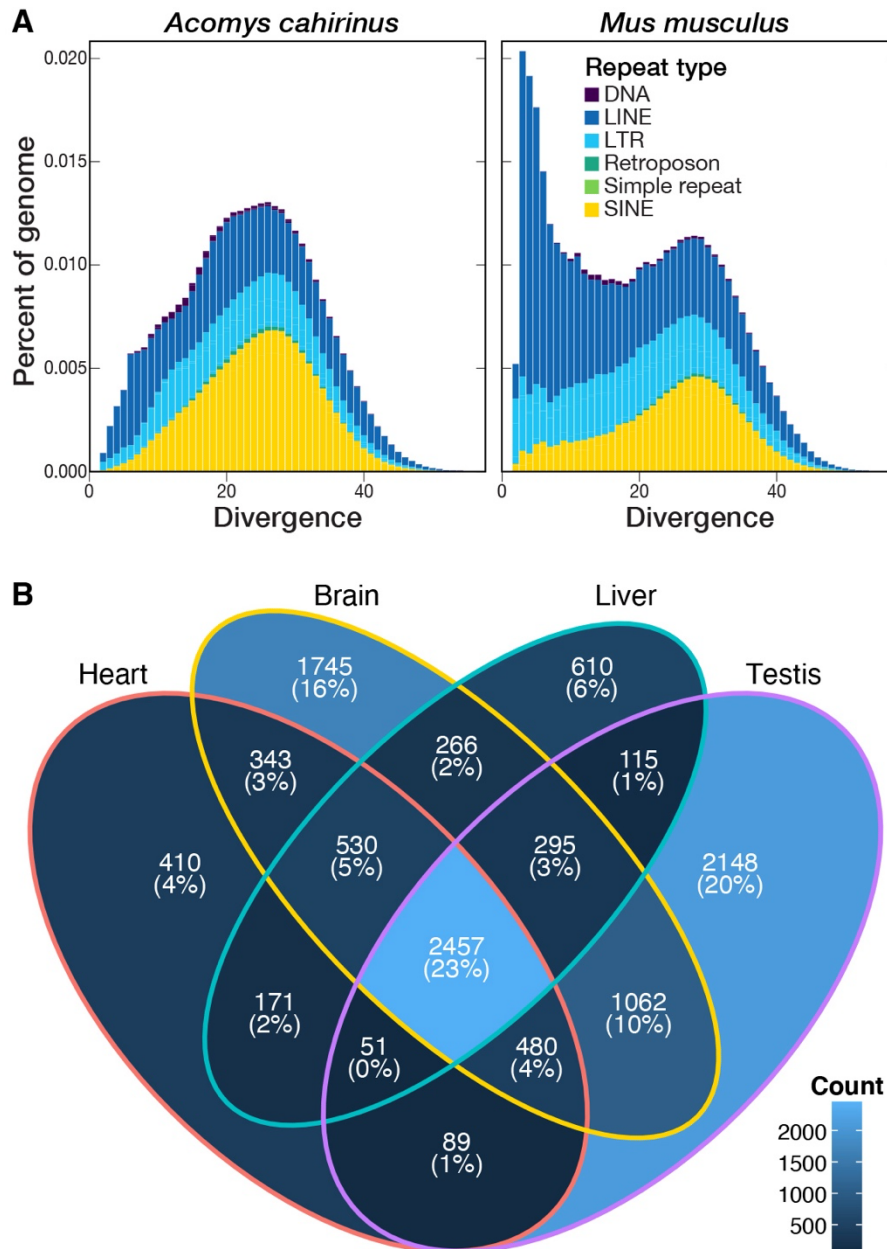 A
Acomys cahirinus
Mus musculus
0.020
0.015
0.010
0.005
0.000
Percent of genome
Repeat type
DNA
LINE
LTR
Retroposon
Simple repeat
SINE
0
20
40
Divergence
0
20
40
Divergence
B
Brain
Liver
Heart
Testis
1745
(16%)
610
(6%)
343
(3%)
266
(2%)
115
(1%)
410
(4%)
530
(5%)
295
(3%)
2148
(20%)
2457
(23%)
171
(2%)
1062
(10%)
51
(0%)
480
(4%)
89
(1%)
Count
2000
1500
1000
500